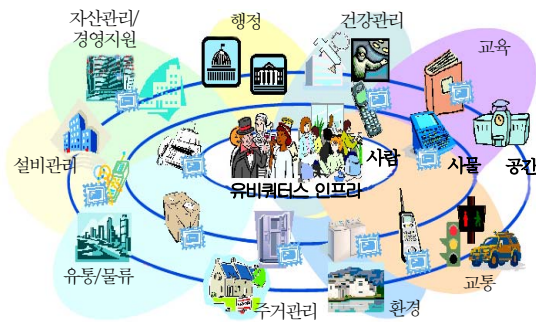 자산관리/
경영지원
행정
건강관리
교육
설비관리
사람
사물
공간
유비쿼터스 인프라
유통/물류
주거관리
환경
교통